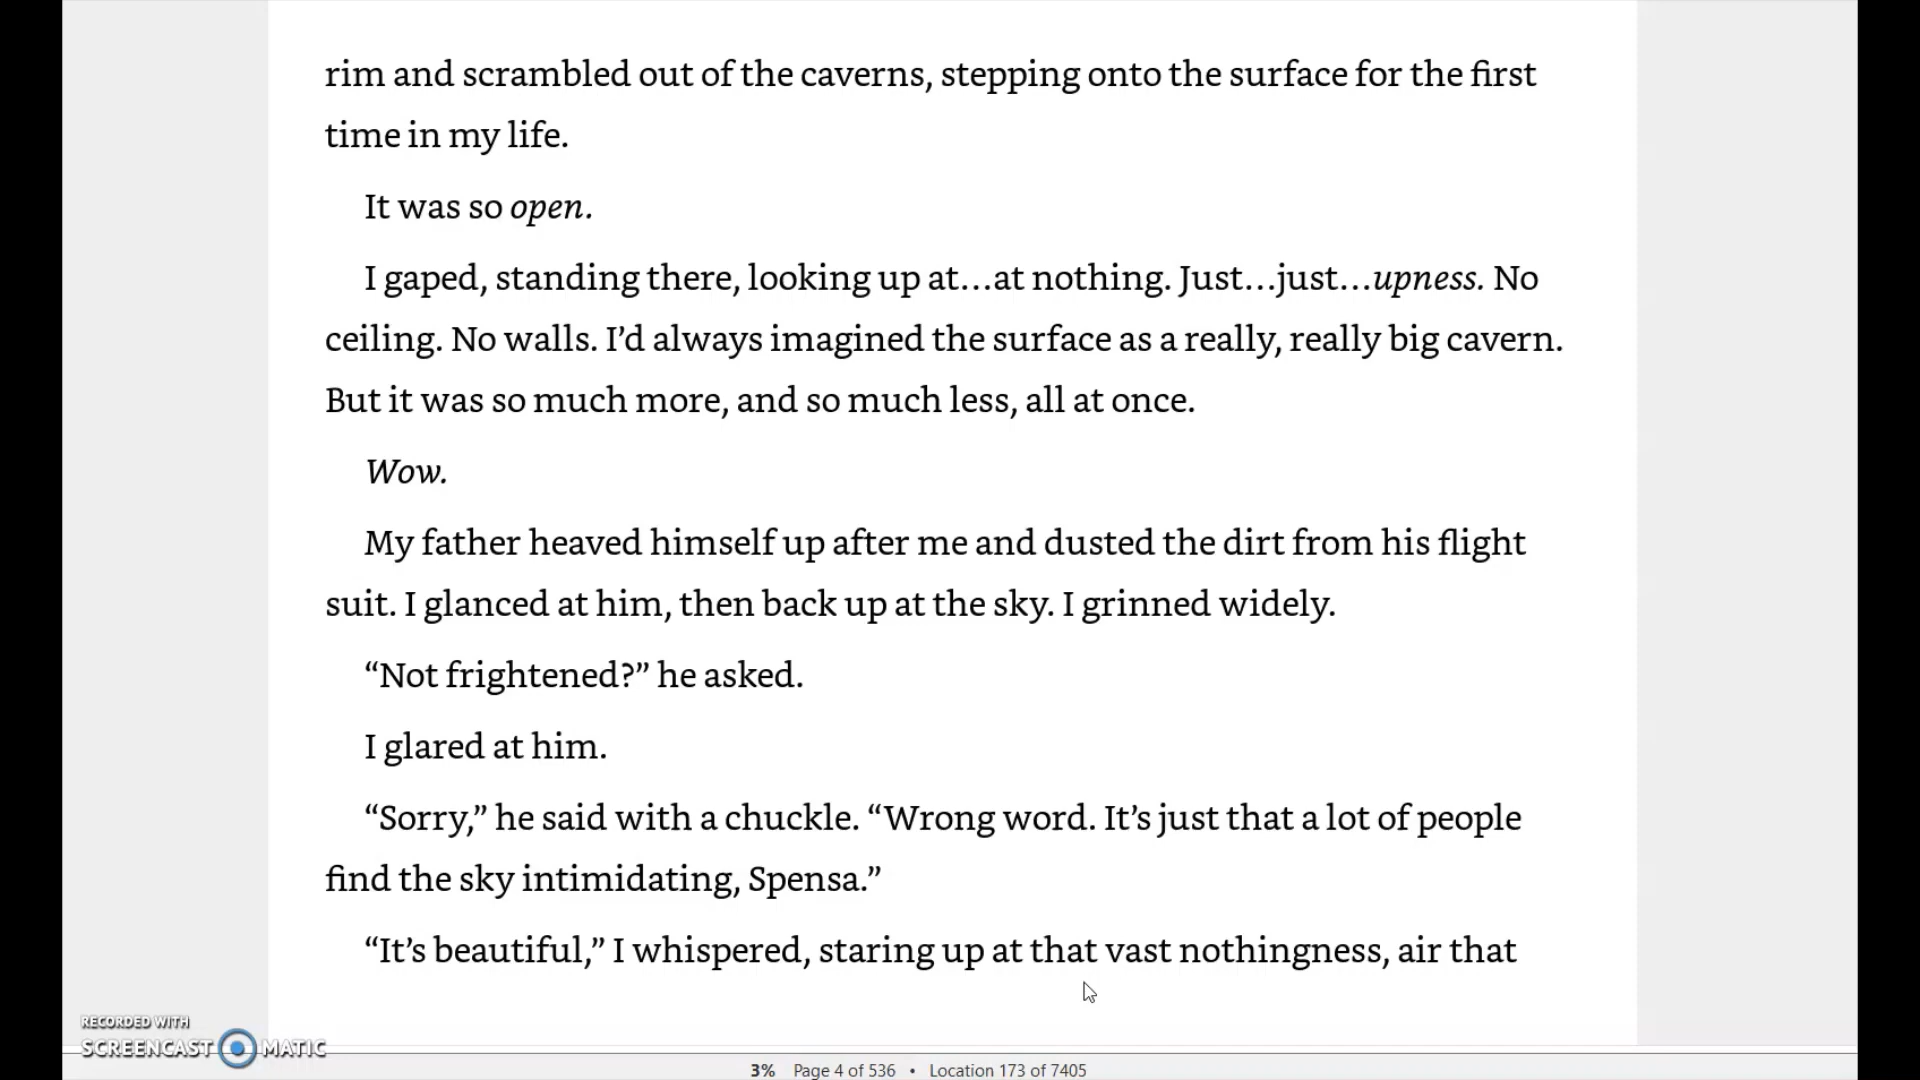 rim and scrambled out of the caverns, stepping onto the surface for the first
time in my life.
It was so open.
I gaped, standing there, looking up at…at nothing. Just…just…upness. No
ceiling. No walls. I’d always imagined the surface as a really, really big cavern.
But it was so much more, and so much less, all at once.
Wow.
My father heaved himself up after me and dusted the dirt from his flight
suit. I glanced at him, then back up at the sky. I grinned widely.
“Not frightened?” he asked.
I glared at him.
“Sorry,” he said with a chuckle. “Wrong word. It’s just that a lot of people
find the sky intimidating, Spensa.”
“It’s beautiful,” I whispered, staring up at that vast nothingness, air that
RECORDED WITH
SCREENCAST MATIC
3% Page 4 of 536 • Location 173 of 7405